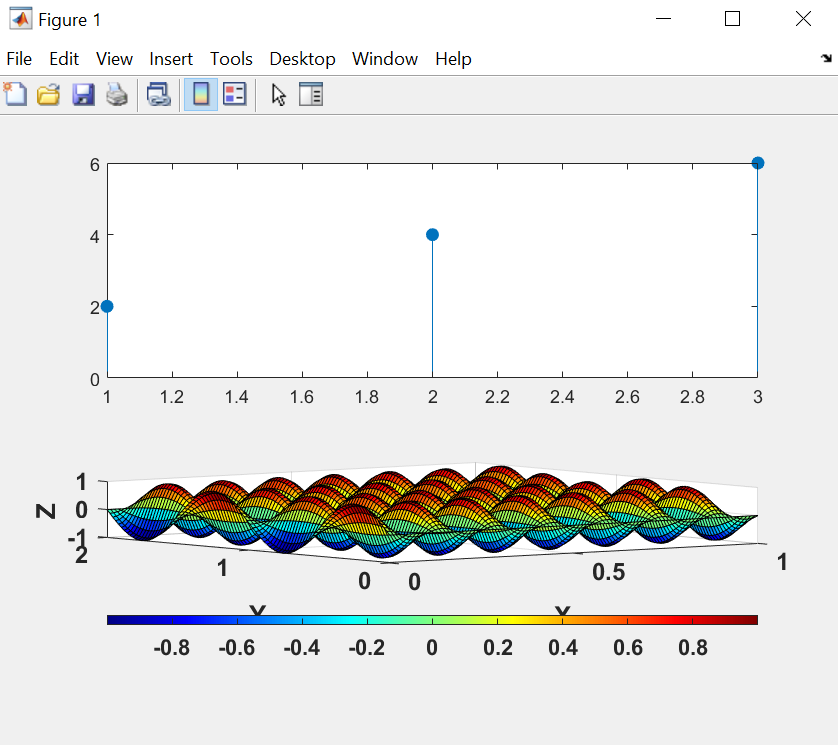 Figure 1
File Edit View Insert Tools Desktop Window Help
6
4
2
0
1 1.2 1.4 1.6 1.8 2 2.2 2.4 2.6 2.8 3
1
0
-1
Z
2 1 0
0 0.5 1
-0.8 -0.6 -0.4 -0.2 0 0.2 0.4 0.6 0.8